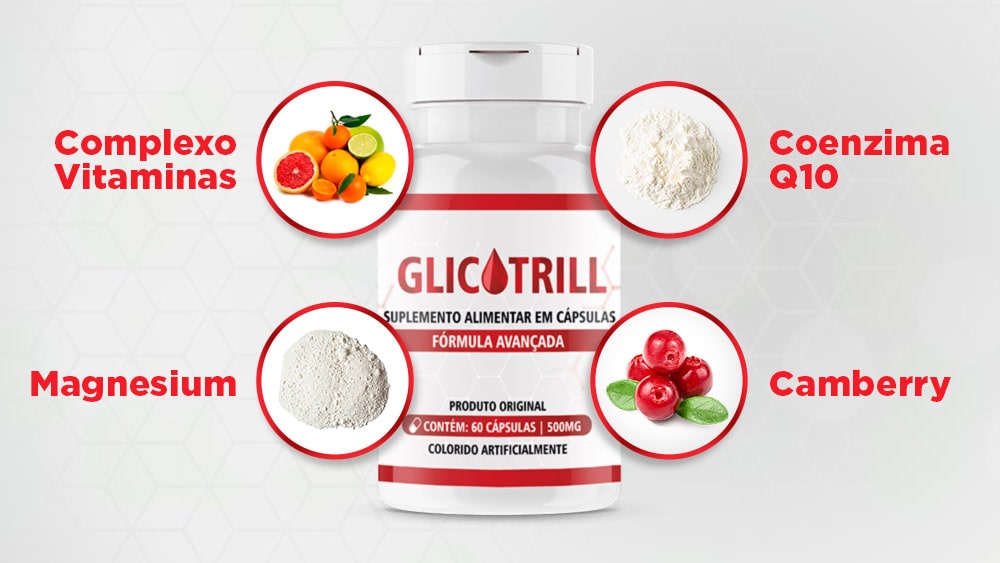 Complexo
Vitaminas
Coenzima
Q10
GLICOTRILL
SUPLEMENTO ALIMENTAR EM CÁPSULAS
FÓRMULA AVANÇADA
Magnesium
Camberry
PRODUTO ORIGINAL
CONTÉM: 60 CÁPSULAS | 500MG
COLORIDO ARTIFICIALMENTE